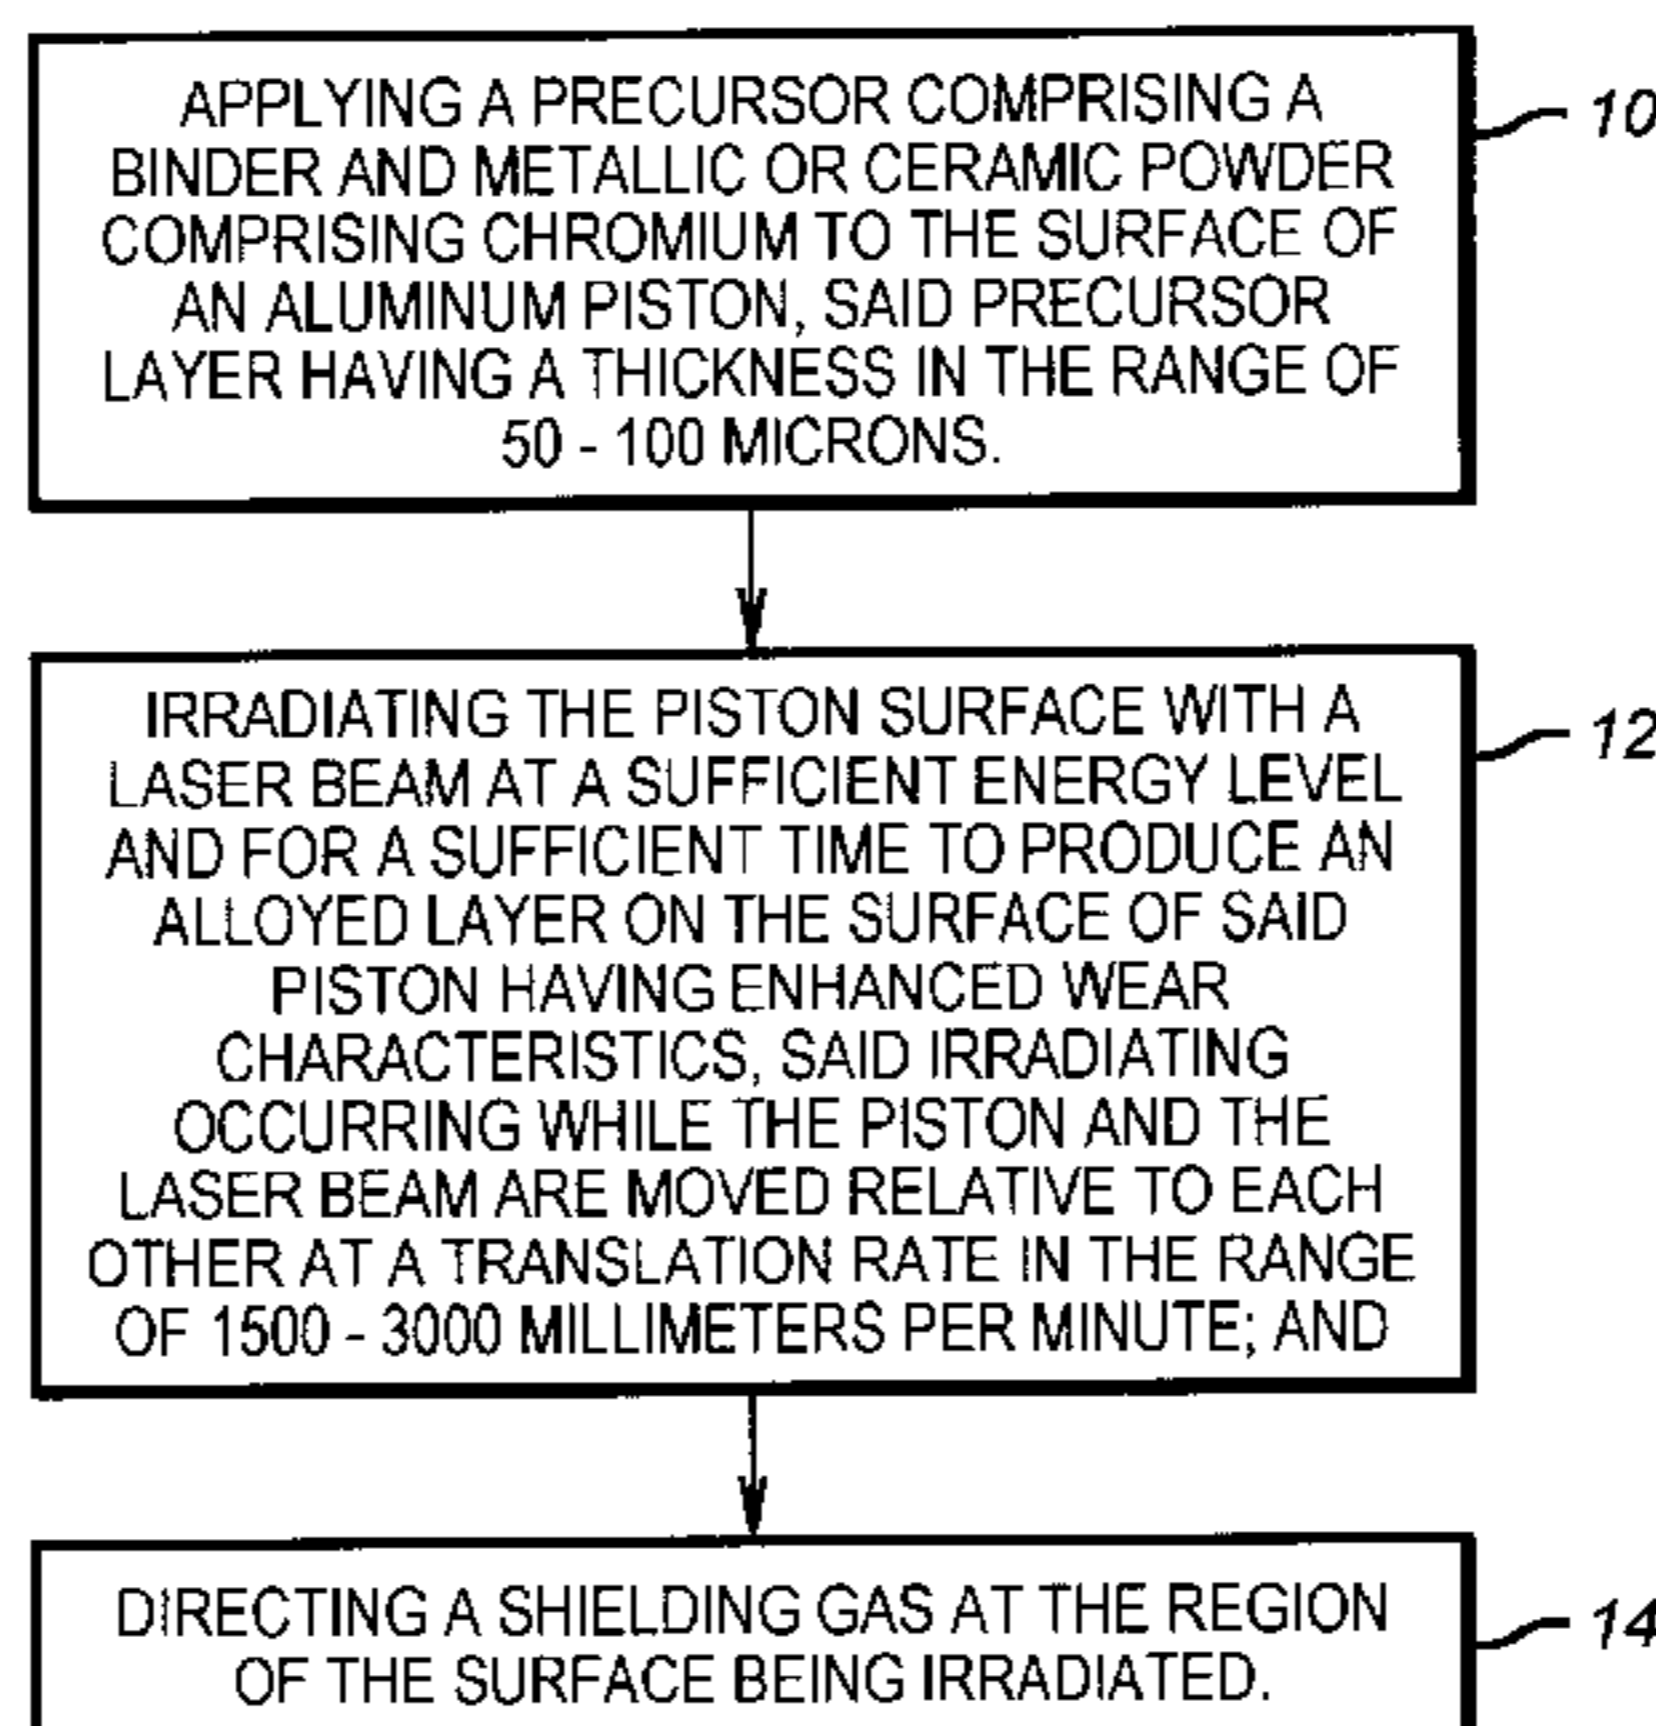 APPLYING A PRECURSOR COMPRISING A
BINDER AND METALLIC OR CERAMIC POWDER
COMPRISING CHROMIUM TO THE SURFACE OF
AN ALUMINUM PISTON, SAID PRECURSOR
LAYER HAVING A THICKNESS IN THE RANGE OF
50 - 100 MICRONS.
10
IRRADIATING THE PISTON SURFACE WITH A
LASER BEAM AT A SUFFICIENT ENERGY LEVEL
AND FOR A SUFFICIENT TIME TO PRODUCE AN
ALLOYED LAYER ON THE SURFACE OF SAID
PISTON HAVING ENHANCED WEAR
CHARACTERISTICS, SAID IRRADIATING
OCCURRING WHILE THE PISTON AND THE
LASER BEAM ARE MOVED RELATIVE TO EACH
OTHER AT A TRANSLATION RATE IN THE RANGE
OF 1500 - 3000 MILLIMETERS PER MINUTE; AND
12
DIRECTING A SHIELDING GAS AT THE REGION
OF THE SURFACE BEING IRRADIATED.
14